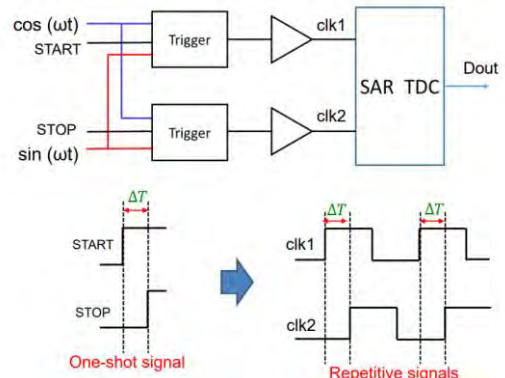 cos (ωt)
START
Trigger
clk1
SAR TDC
Dout
STOP
sin (ωt)
Trigger
clk2
ΔT
START
STOP
One-shot signal
ΔT
ΔT
clk1
clk2
Repetitive signals